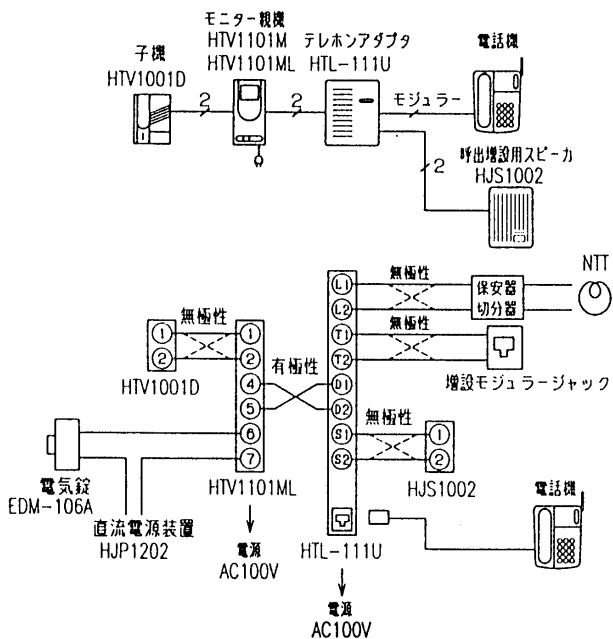 子機
HTV1001D
モニター親機
HTV1101M
HTV1101ML
テレホンアダプタ
HTL-111U
電話機
2
2
モジュラー
2
呼出増設用スピーカ
HJS1002
無極性
①
②
HTV1001D
①
②
④
⑤
⑥
⑦
HTV1101ML
有極性
電気錠
EDM-106A
直流電源装置
HJP1202
電源
AC100V
L1
L2
T1
T2
D1
D2
S1
S2
HTL-111U
電源
AC100V
無極性
保安器
切分器
NTT
無極性
増設モジュラージャック
無極性
①
②
HJS1002
電話機